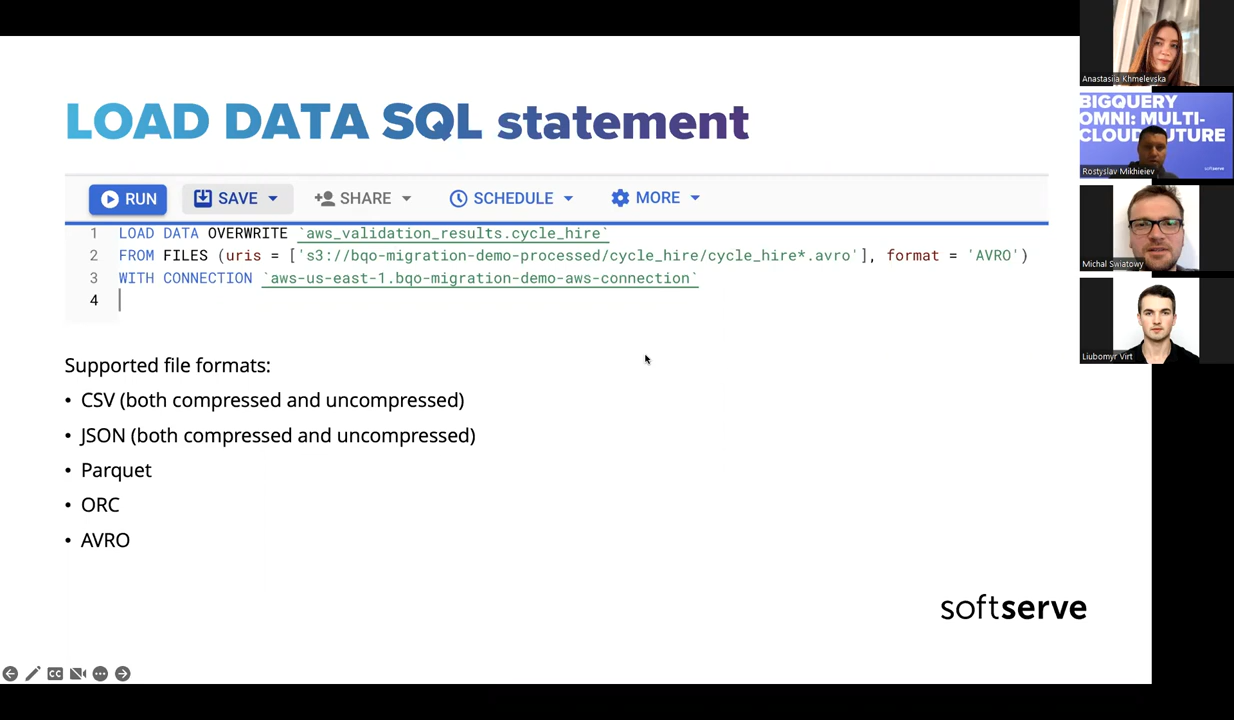 LOAD DATA SQL statement
RUN SAVE SHARE SCHEDULE MORE
1 LOAD DATA OVERWRITE `aws_validation_results.cycle_hire`
2 FROM FILES (uris = ['s3://bqo-migration-demo-processed/cycle_hire/cycle_hire*.avro'], format = 'AVRO')
3 WITH CONNECTION `aws-us-east-1.bqo-migration-demo-aws-connection`
4
Supported file formats:
• CSV (both compressed and uncompressed)
• JSON (both compressed and uncompressed)
• Parquet
• ORC
• AVRO
softserve
CC
Anastasiia Khmelevska
BIGQUERY
OMNI: MULTI-
CLOUD FUTURE
softserve
Rostyslav Mikhieiev
Michal Swiatowy
Liubomyr Virt